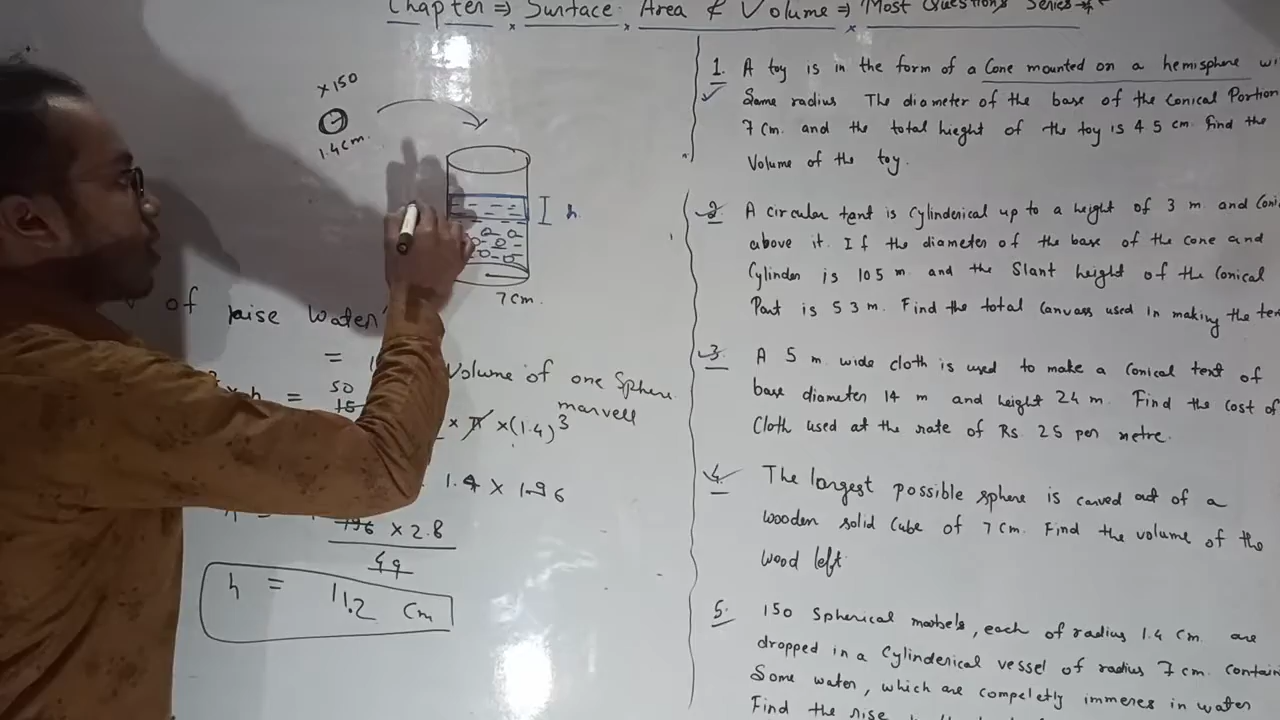 Chapter ⇒ Surface Area & Volume ⇒ Most Questions Series
×150
1.4cm.
h
7cm.
of raise Water
=
Volume of one Sphere
marvell
×h =
50
15
× π ×(1.4)³
1.4 × 1.96
196 × 2.8
49
h = 11.2 cm
1. A toy is in the form of a Cone mounted on a hemisphere wi
Same radius The diameter of the base of the Conical Portion
7 cm. and the total hieght of the toy is 4 5 cm. find the
Volume of the toy.
2. A circular tent is Cylinderical up to a height of 3 m. and Coni
above it. If the diameter of the base of the cone and
Cylinder is 105 m and the Slant height of the Conical
Part is 53 m. Find the total Canvass used in making the ten
3. A 5 m. wide cloth is used to make a Conical tent of
base diameter 14 m and height 24 m. Find the cost of
Cloth used at the rate of Rs 25 per metre.
4. The largest possible sphere is carved out of a
wooden solid Cube of 7 cm. Find the volume of the
wood left
5. 150 Spherical marbels, each of radius 1.4 cm. are
dropped in a Cylinderical vessel of radius 7 cm. contain
Some water, which are competetly immeres in water
Find the rise